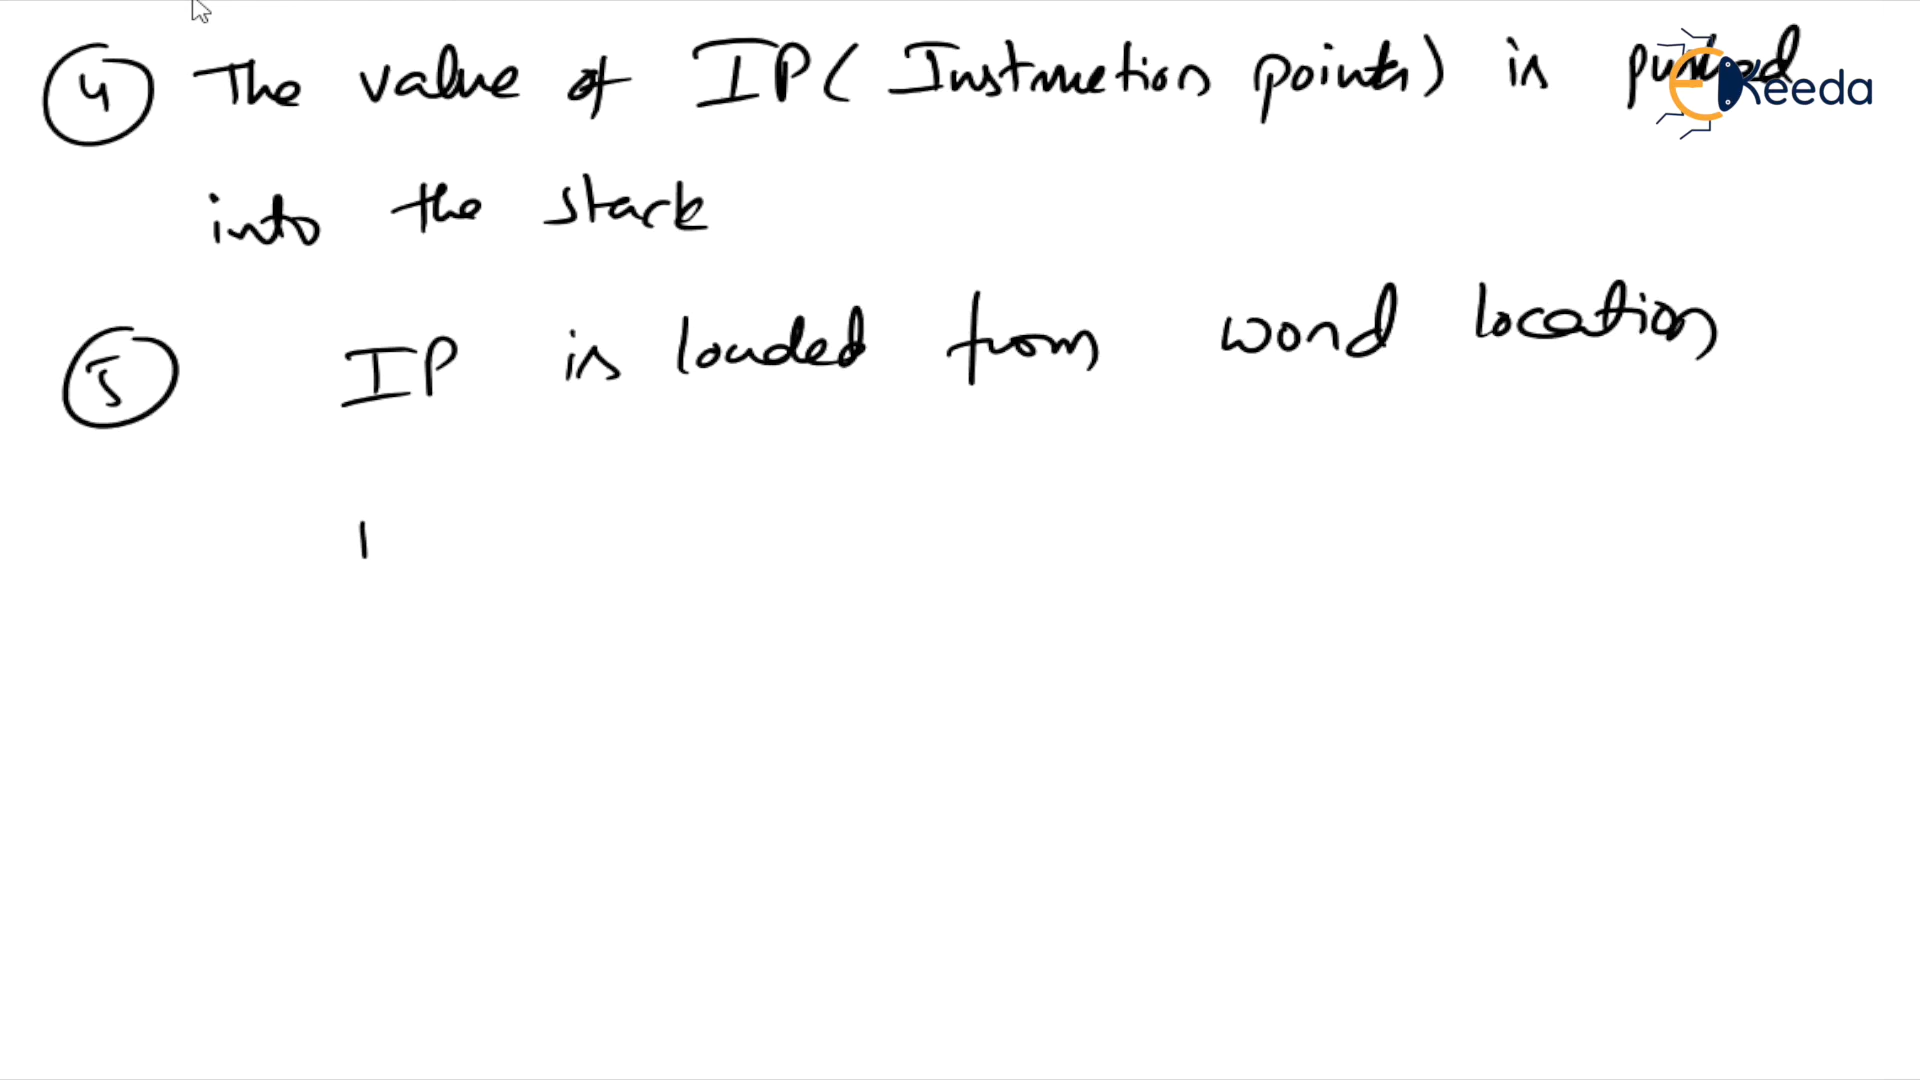 4 The value of IP( Instruction pointer) is pushed
into the stack
5 IP is loaded from word location
I
eKeeda